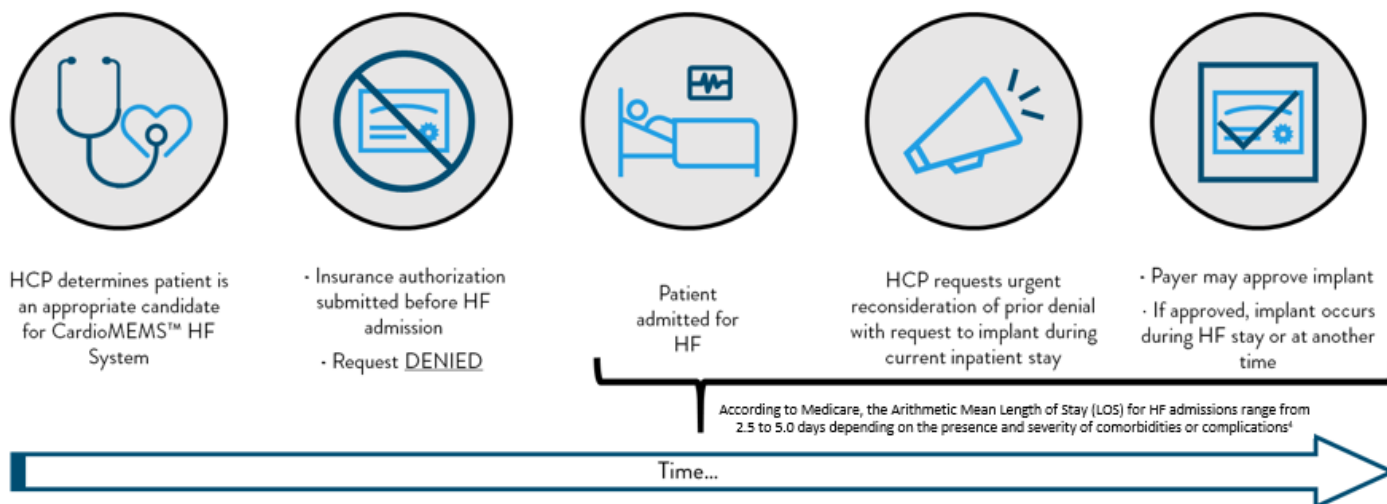 HCP determines patient is
an appropriate candidate
for CardioMEMS™ HF
System
· Insurance authorization
submitted before HF
admission
· Request DENIED
Patient
admitted for
HF
HCP requests urgent
reconsideration of prior denial
with request to implant during
current inpatient stay
· Payer may approve implant
· If approved, implant occurs
during HF stay or at another
time
According to Medicare, the Arithmetic Mean Length of Stay (LOS) for HF admissions range from
2.5 to 5.0 days depending on the presence and severity of comorbidities or complications⁴
Time...